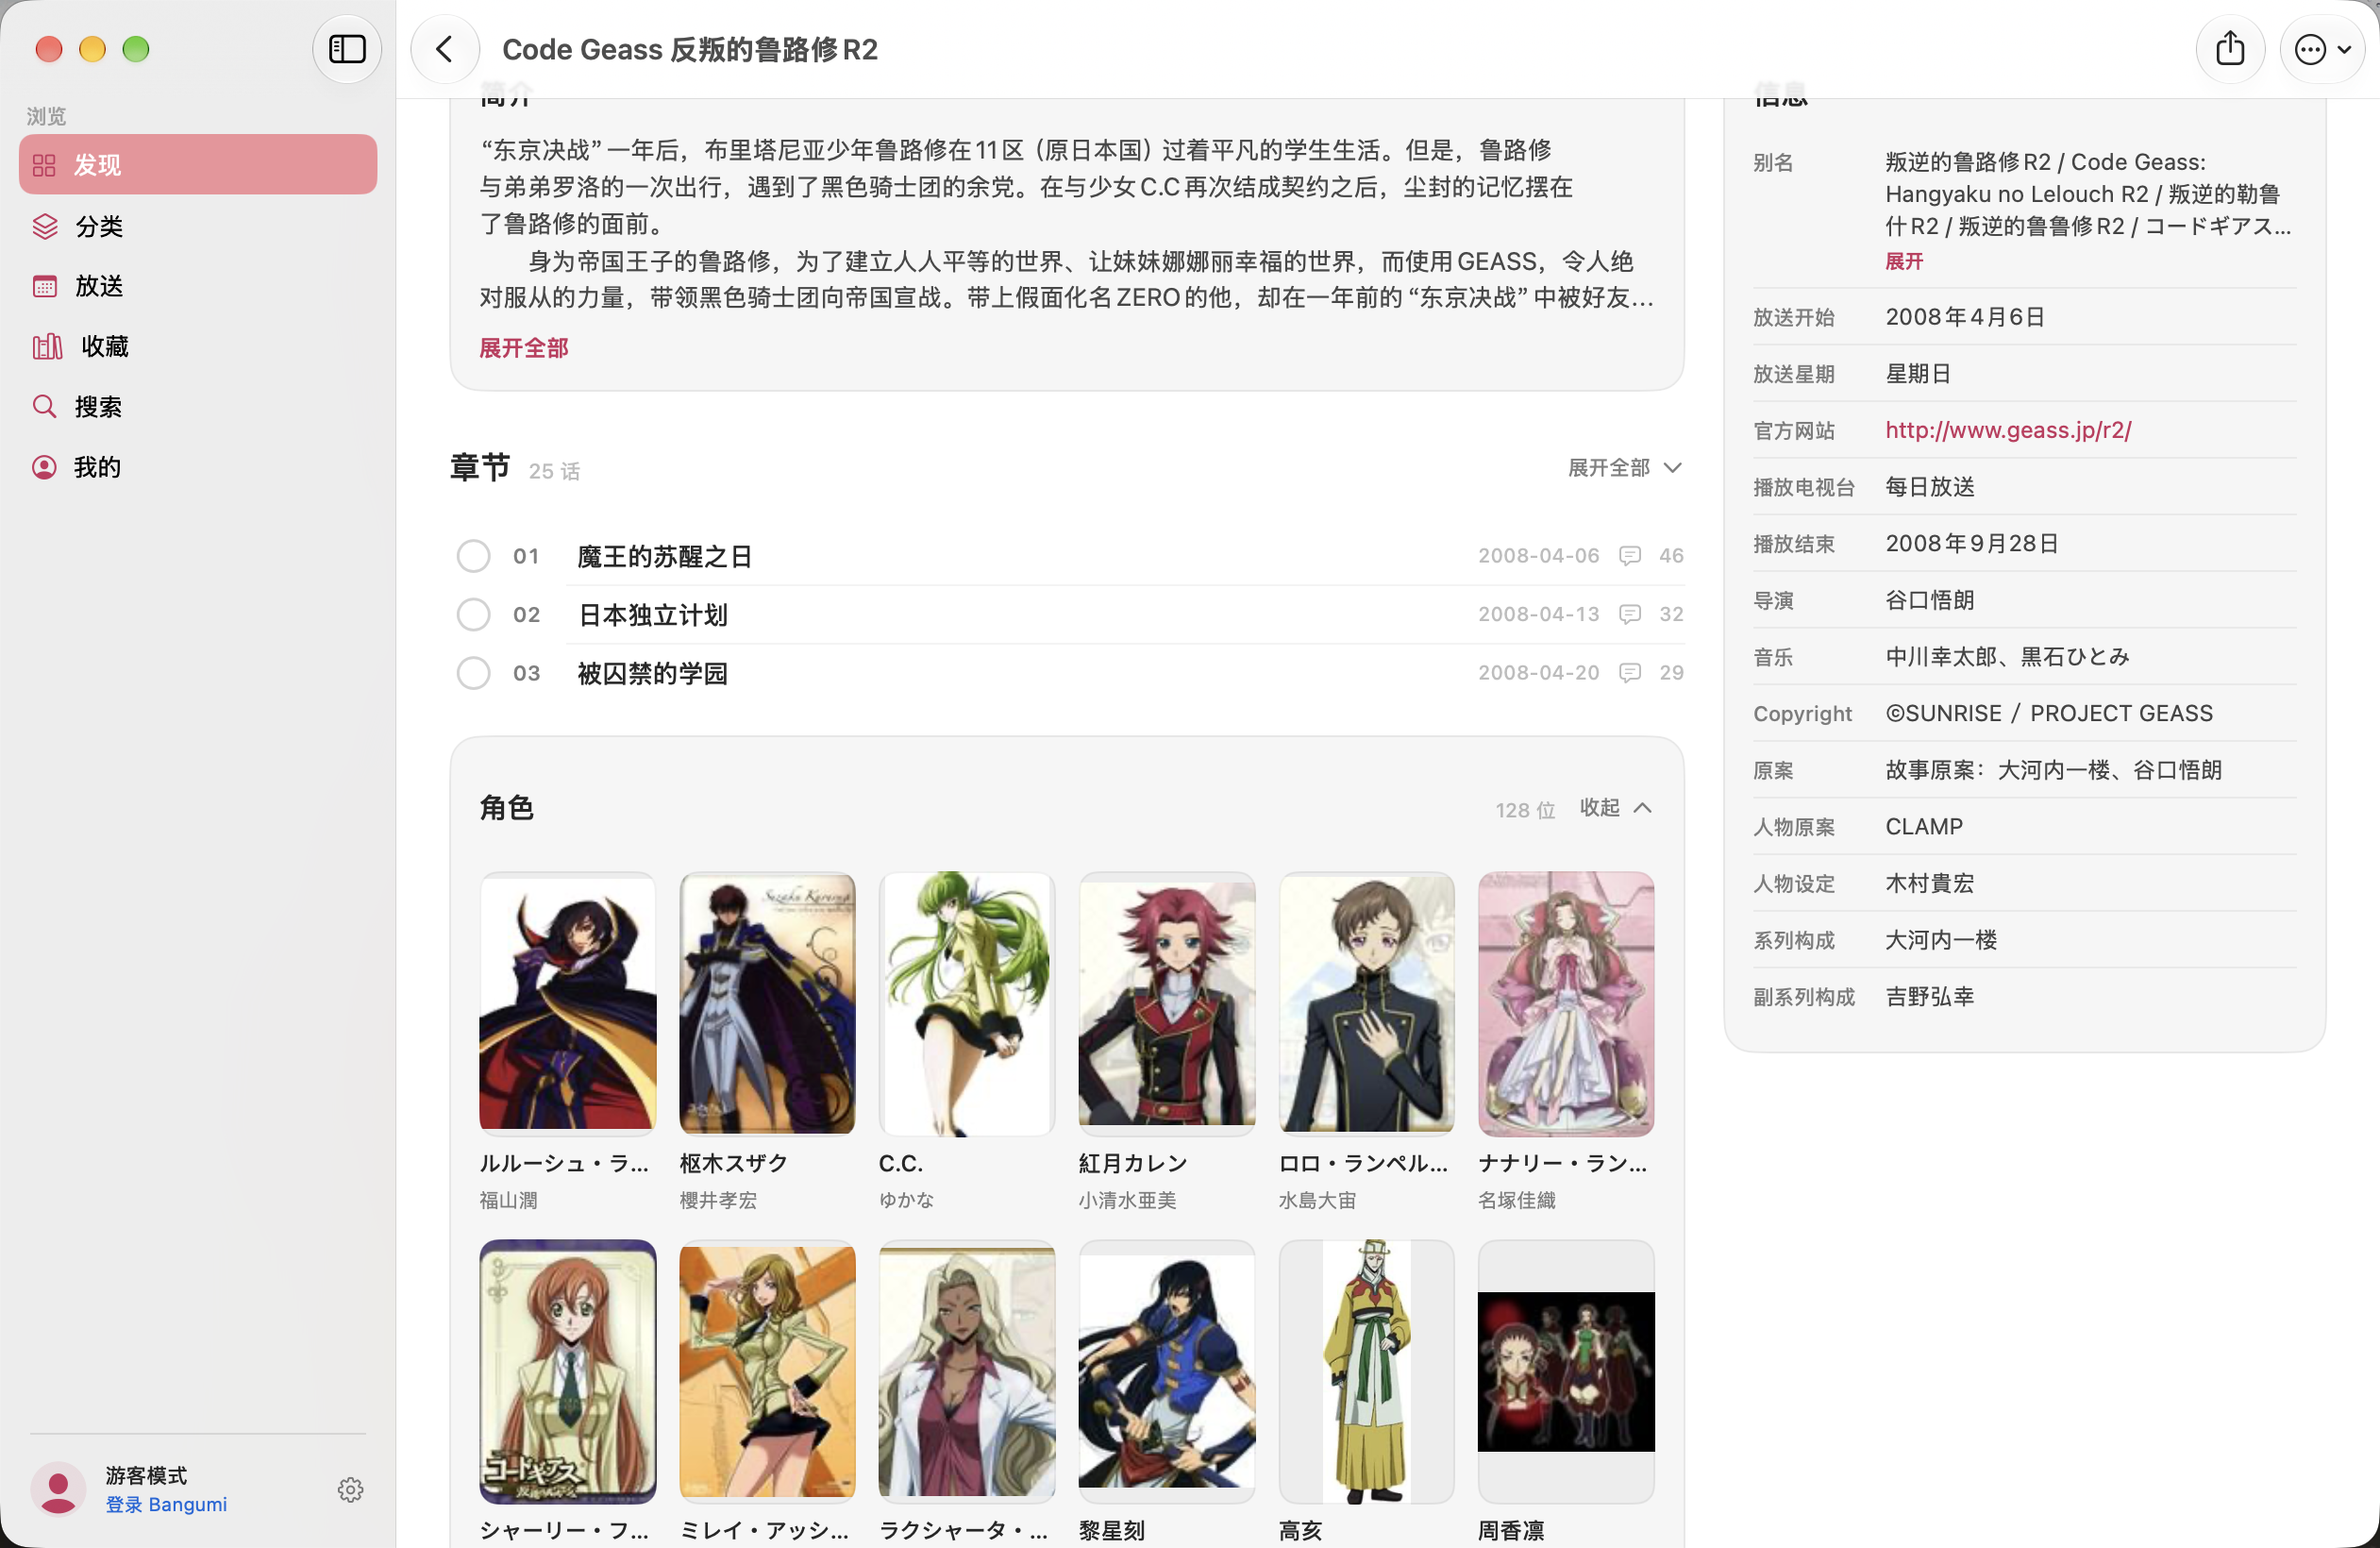 Code Geass 反叛的鲁路修R2
浏览
发现
分类
放送
收藏
搜索
我的
游客模式
登录 Bangumi
简介
“东京决战”一年后，布里塔尼亚少年鲁路修在11区（原日本国）过着平凡的学生生活。但是，鲁路修
与弟弟罗洛的一次出行，遇到了黑色骑士团的余党。在与少女C.C再次结成契约之后，尘封的记忆摆在
了鲁路修的面前。
身为帝国王子的鲁路修，为了建立人人平等的世界、让妹妹娜娜丽幸福的世界，而使用GEASS，令人绝
对服从的力量，带领黑色骑士团向帝国宣战。带上假面化名ZERO的他，却在一年前的“东京决战”中被好友...
展开全部
章节 25 话
展开全部
01 魔王的苏醒之日 2008-04-06 46
02 日本独立计划 2008-04-13 32
03 被囚禁的学园 2008-04-20 29
角色
128 位 收起
Suzaku Kururugi
ルルーシュ・ラ... 枢木スザク C.C. 紅月カレン ロロ・ランペル... ナナリー・ラン...
福山潤 櫻井孝宏 ゆかな 小清水亜美 水島大宙 名塚佳織
コードギアス
シャーリー・フ... ミレイ・アッシ... ラクシャータ・... 黎星刻 高亥 周香凛
信息
别名 叛逆的鲁路修R2 / Code Geass:
Hangyaku no Lelouch R2 / 叛逆的勒鲁
什R2 / 叛逆的鲁鲁修R2 / コードギアス...
展开
放送开始 2008年4月6日
放送星期 星期日
官方网站 http://www.geass.jp/r2/
播放电视台 每日放送
播放结束 2008年9月28日
导演 谷口悟朗
音乐 中川幸太郎、黒石ひとみ
Copyright ©SUNRISE / PROJECT GEASS
原案 故事原案：大河内一楼、谷口悟朗
人物原案 CLAMP
人物设定 木村貴宏
系列构成 大河内一楼
副系列构成 吉野弘幸